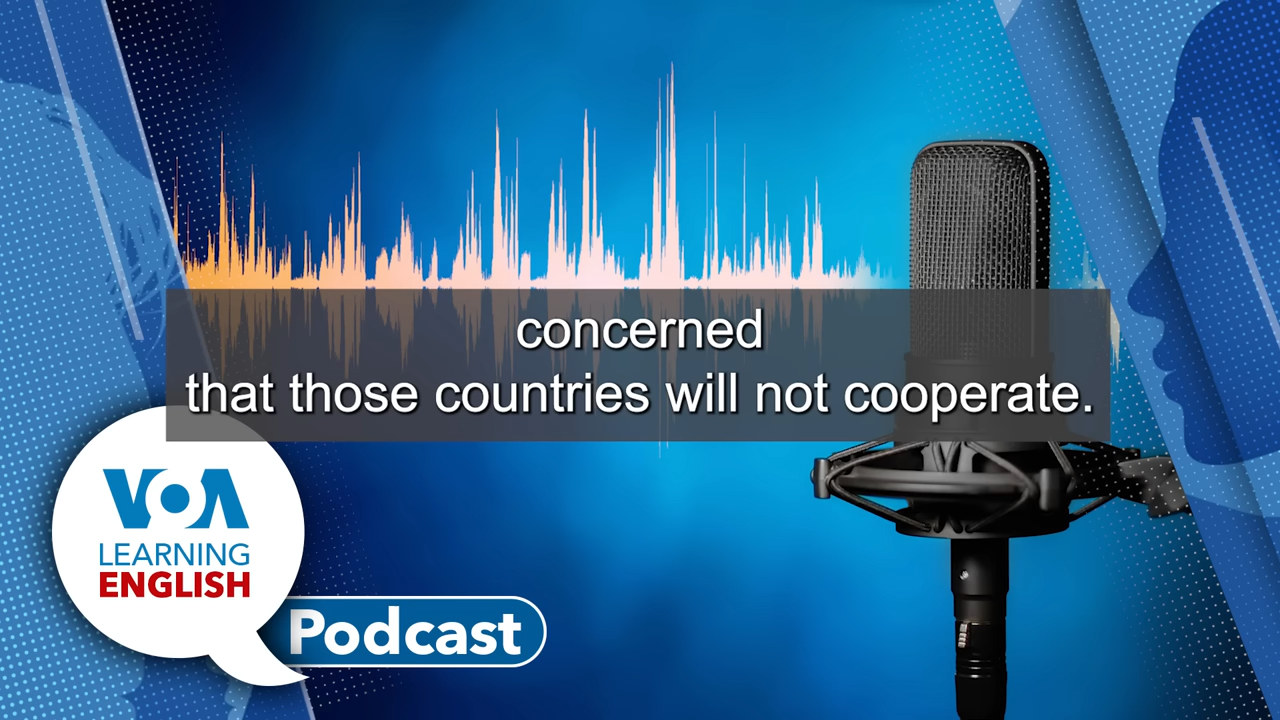 concerned
that those countries will not cooperate.
VOA
LEARNING
ENGLISH
Podcast